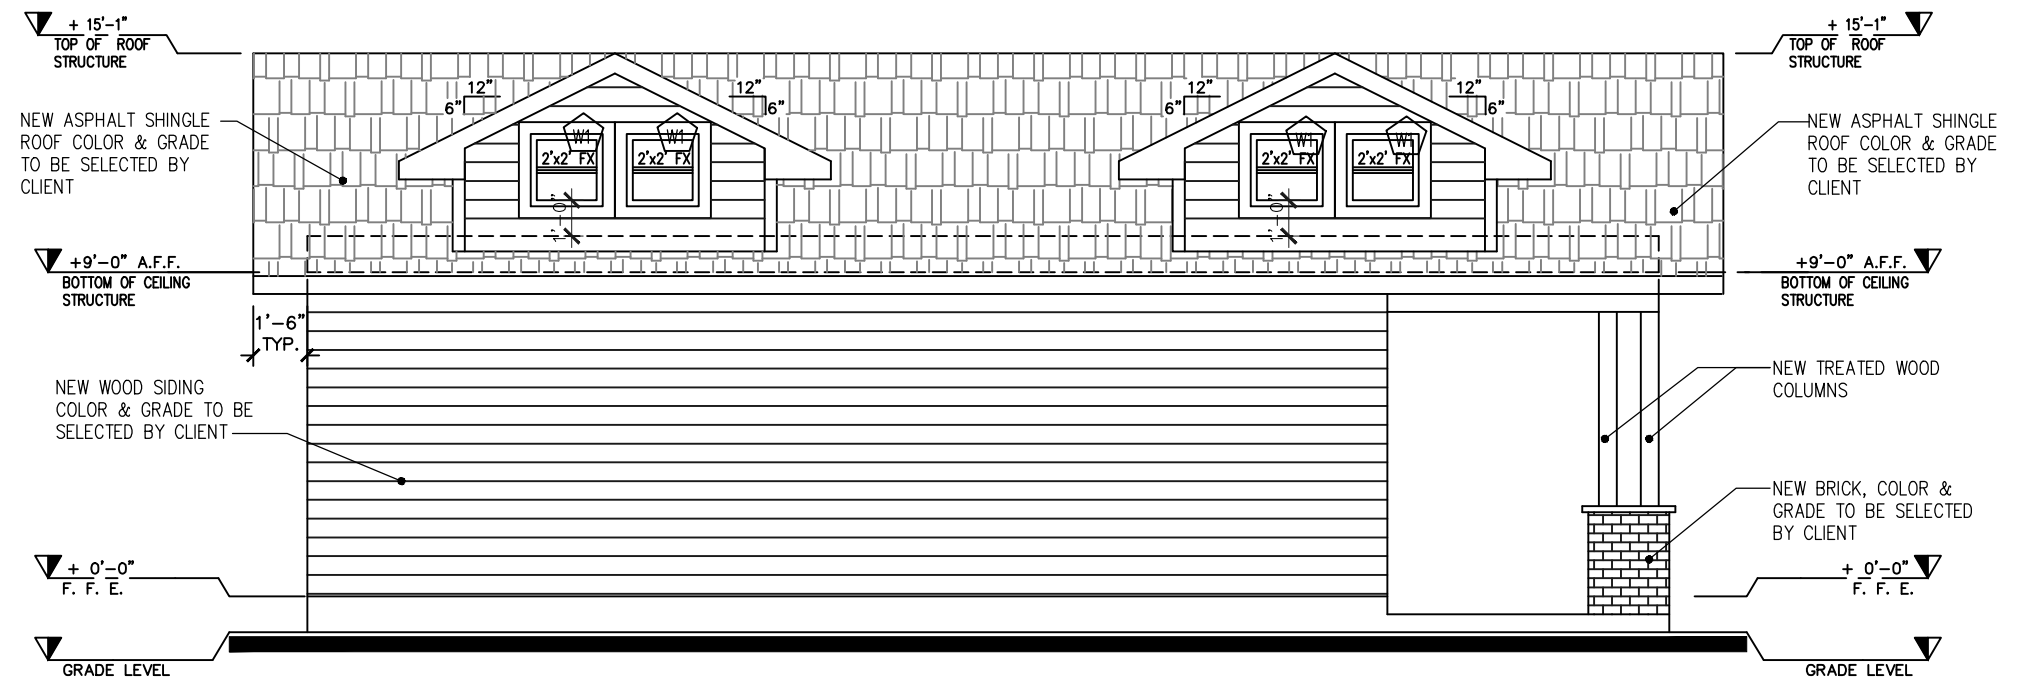 + 15'-1"
TOP OF ROOF
STRUCTURE
+ 15'-1"
TOP OF ROOF
STRUCTURE
12"
6"
12"
6"
12"
6"
12"
6"
NEW ASPHALT SHINGLE
ROOF COLOR & GRADE
TO BE SELECTED BY
CLIENT
W1
2'x2' FX
W1
2'x2' FX
W1
2'x2' FX
W1
2'x2' FX
NEW ASPHALT SHINGLE
ROOF COLOR & GRADE
TO BE SELECTED BY
CLIENT
1'-0"
1'-0"
+9'-0" A.F.F.
BOTTOM OF CEILING
STRUCTURE
+9'-0" A.F.F.
BOTTOM OF CEILING
STRUCTURE
1'-6"
TYP.
NEW WOOD SIDING
COLOR & GRADE TO BE
SELECTED BY CLIENT
NEW TREATED WOOD
COLUMNS
NEW BRICK, COLOR &
GRADE TO BE SELECTED
BY CLIENT
+ 0'-0"
F. F. E.
+ 0'-0"
F. F. E.
GRADE LEVEL
GRADE LEVEL